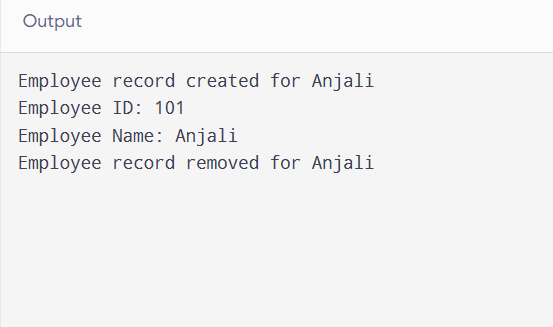 Output
Employee record created for Anjali
Employee ID: 101
Employee Name: Anjali
Employee record removed for Anjali